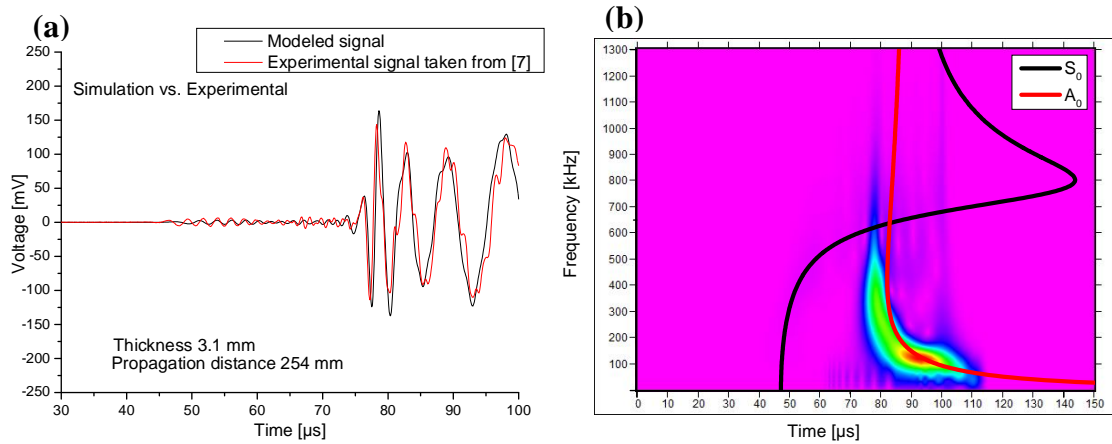 (a)
Modeled signal
Experimental signal taken from [7]
Simulation vs. Experimental
Voltage [mV]
250
200
150
100
50
0
-50
-100
-150
-200
-250
Thickness 3.1 mm
Propagation distance 254 mm
30 40 50 60 70 80 90 100
Time [µs]
(b)
S0
A0
Frequency [kHz]
1300
1200
1100
1000
900
800
700
600
500
400
300
200
100
0 10 20 30 40 50 60 70 80 90 100 110 120 130 140 150
Time [µs]